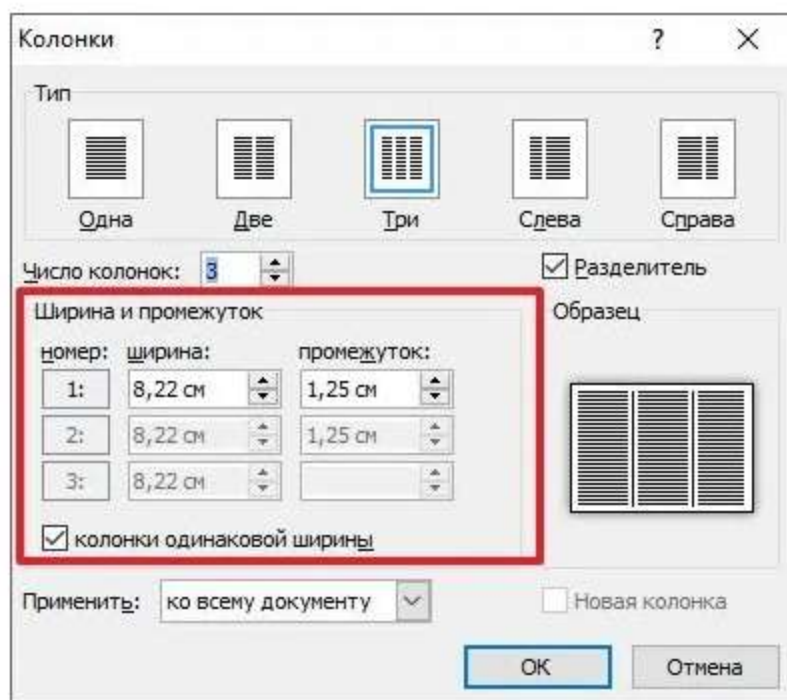 Колонки ?
Тип
Одна Две Три Слева Справа
Число колонок: 3 Разделитель
Ширина и промежуток Образец
номер: ширина: промежуток:
1: 8,22 см 1,25 см
2: 8,22 см 1,25 см
3: 8,22 см
колонки одинаковой ширины
Применить: ко всему документу Новая колонка
ОК Отмена